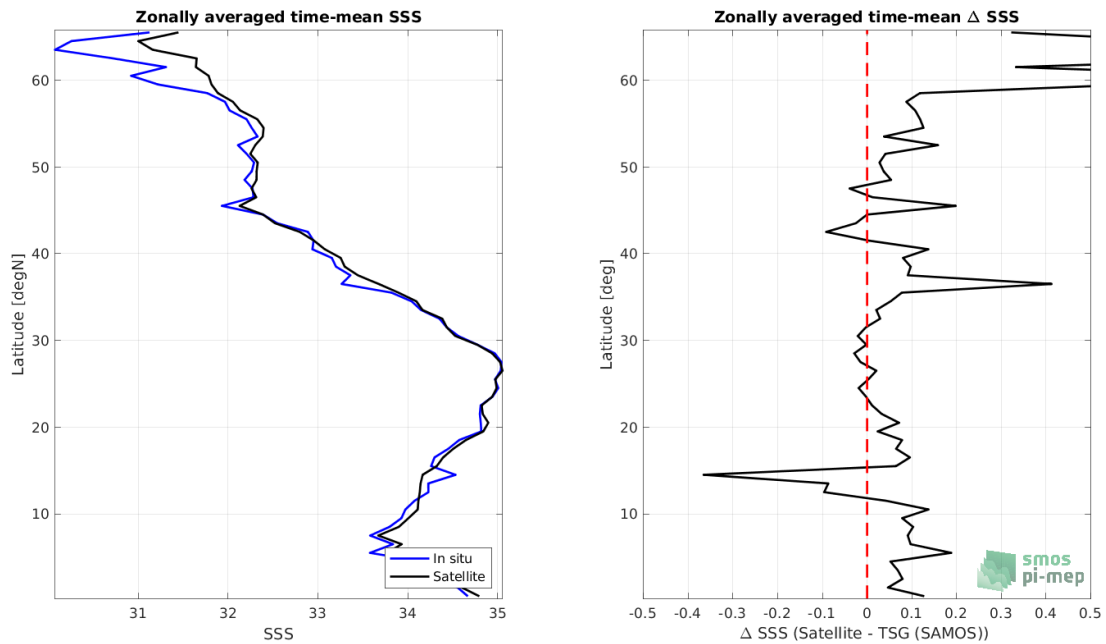 Zonally averaged time-mean SSS
60
50
40
30
20
10
Latitude [degN]
31
32
33
34
35
SSS
In situ
Satellite
Zonally averaged time-mean Δ SSS
60
50
40
30
20
10
Latitude [deg]
-0.5
-0.4
-0.3
-0.2
-0.1
0
0.1
0.2
0.3
0.4
0.5
Δ SSS (Satellite - TSG (SAMOS))
smos
pi-mep